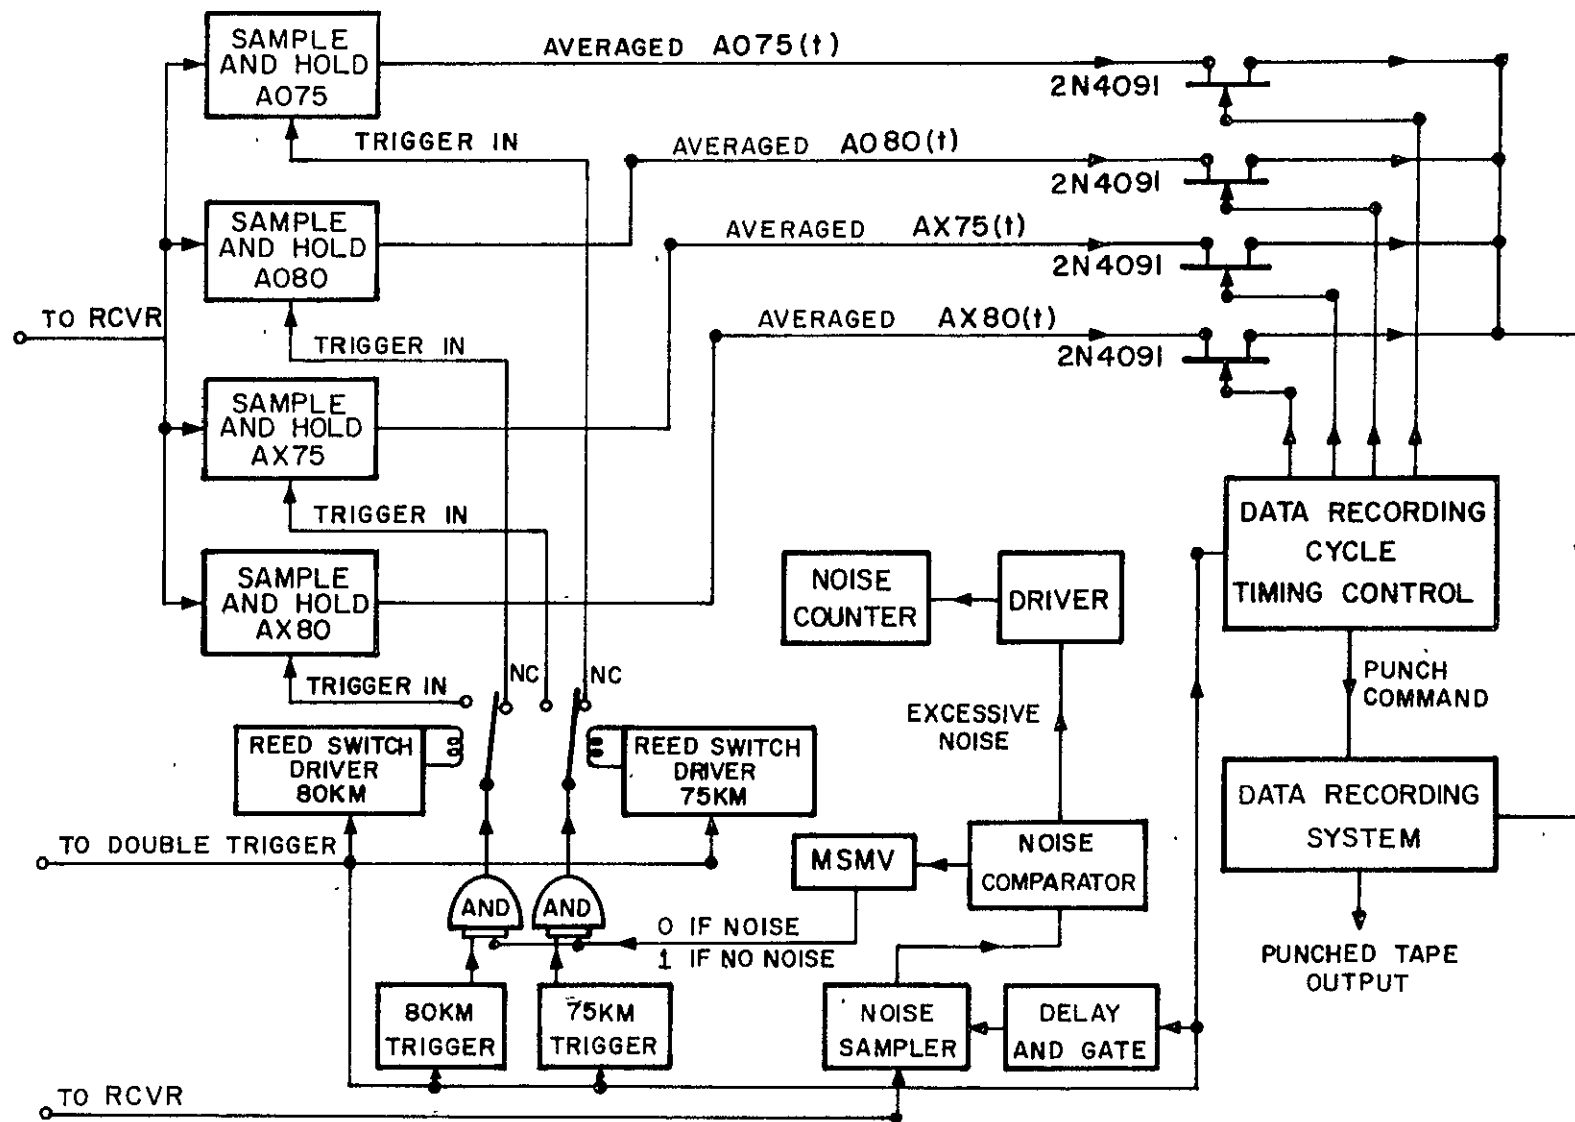 SAMPLE
AND HOLD
AO75
AVERAGED AO75(t)
2N4091
TRIGGER IN
AVERAGED AO80(t)
2N4091
SAMPLE
AND HOLD
AO80
AVERAGED AX75(t)
2N4091
TO RCVR
AVERAGED AX80(t)
2N4091
TRIGGER IN
SAMPLE
AND HOLD
AX75
TRIGGER IN
DATA RECORDING
CYCLE
TIMING CONTROL
SAMPLE
AND HOLD
AX80
NOISE
COUNTER
DRIVER
TRIGGER IN
NC
NC
PUNCH
COMMAND
EXCESSIVE
NOISE
REED SWITCH
DRIVER
80KM
REED SWITCH
DRIVER
75KM
DATA RECORDING
SYSTEM
TO DOUBLE TRIGGER
MSMV
NOISE
COMPARATOR
AND
AND
0 IF NOISE
1 IF NO NOISE
PUNCHED TAPE
OUTPUT
80KM
TRIGGER
75KM
TRIGGER
NOISE
SAMPLER
DELAY
AND GATE
TO RCVR